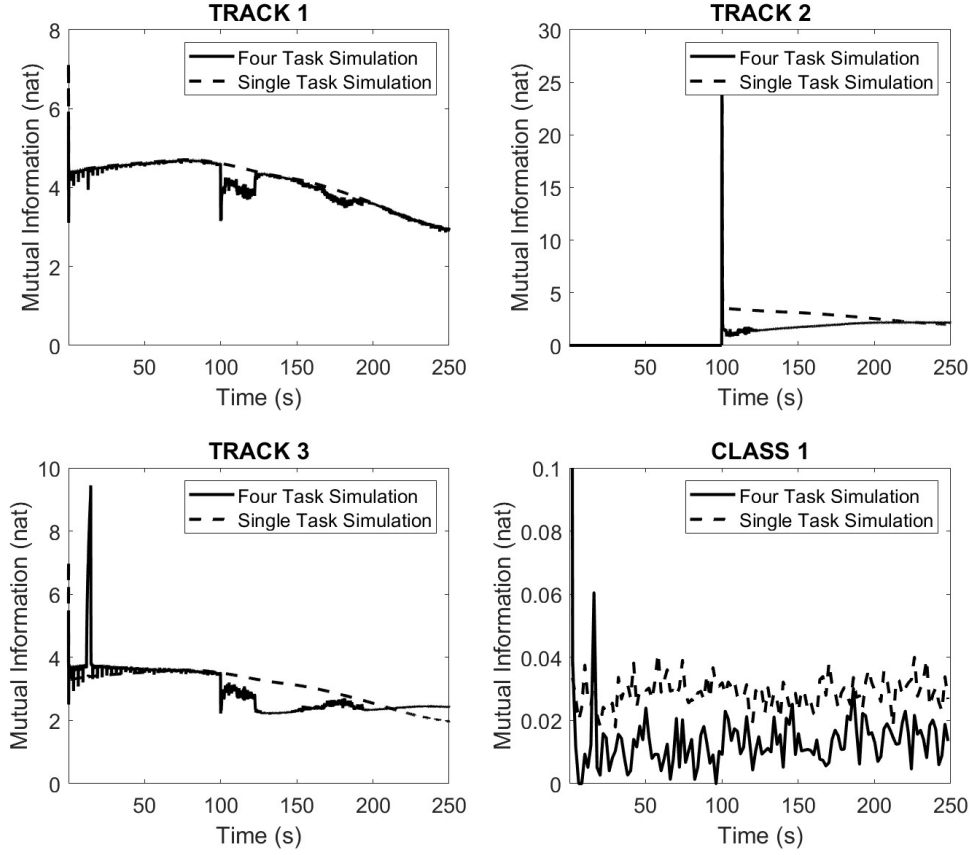 TRACK 1
8
6
4
2
0
Mutual Information (nat)
Four Task Simulation
Single Task Simulation
50 100 150 200 250
Time (s)
TRACK 2
30
25
20
15
10
5
0
Mutual Information (nat)
Four Task Simulation
Single Task Simulation
50 100 150 200 250
Time (s)
TRACK 3
10
8
6
4
2
0
Mutual Information (nat)
Four Task Simulation
Single Task Simulation
50 100 150 200 250
Time (s)
CLASS 1
0.1
0.08
0.06
0.04
0.02
0
Mutual Information (nat)
Four Task Simulation
Single Task Simulation
50 100 150 200 250
Time (s)